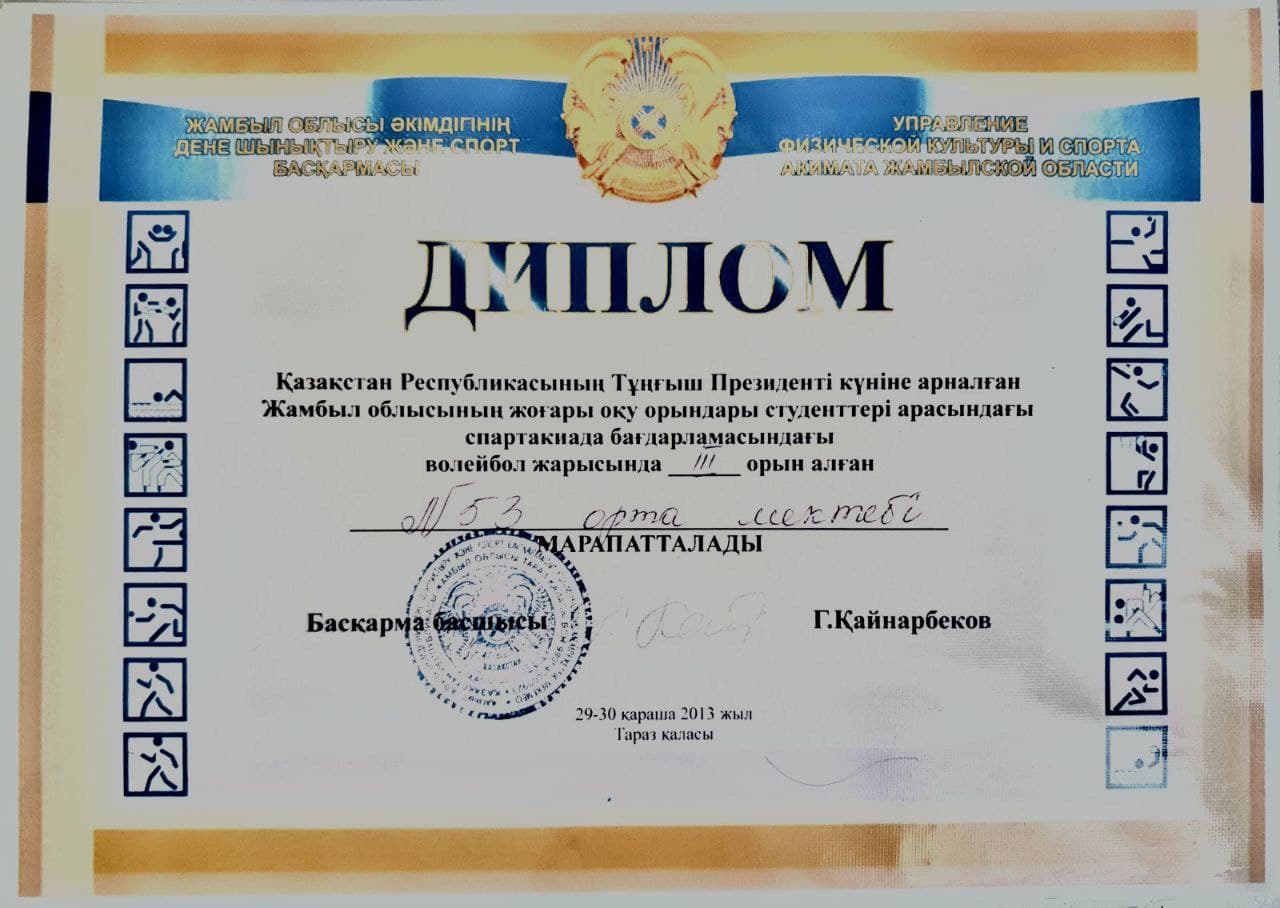 ЖАМБЫЛ ОБЛЫСЫ ӘКІМДІГІНІҢ
ДЕНЕ ШЫНЫҚТЫРУ ЖӘНЕ СПОРТ
БАСҚАРМАСЫ
УПРАВЛЕНИЕ
ФИЗИЧЕСКОЙ КУЛЬТУРЫ И СПОРТА
АКИМАТА ЖАМБЫЛСКОЙ ОБЛАСТИ
ДИПЛОМ
Қазақстан Республикасының Тұңғыш Президенті күніне арналған
Жамбыл облысының жоғары оқу орындары студенттері арасындағы
спартакиада бағдарламасындағы
волейбол жарысында III орын алған
№53 орта мектебі
МАРАПАТТАЛАДЫ
Басқарма басшысы Г.Қайнарбеков
29-30 қараша 2013 жыл
Тараз қаласы